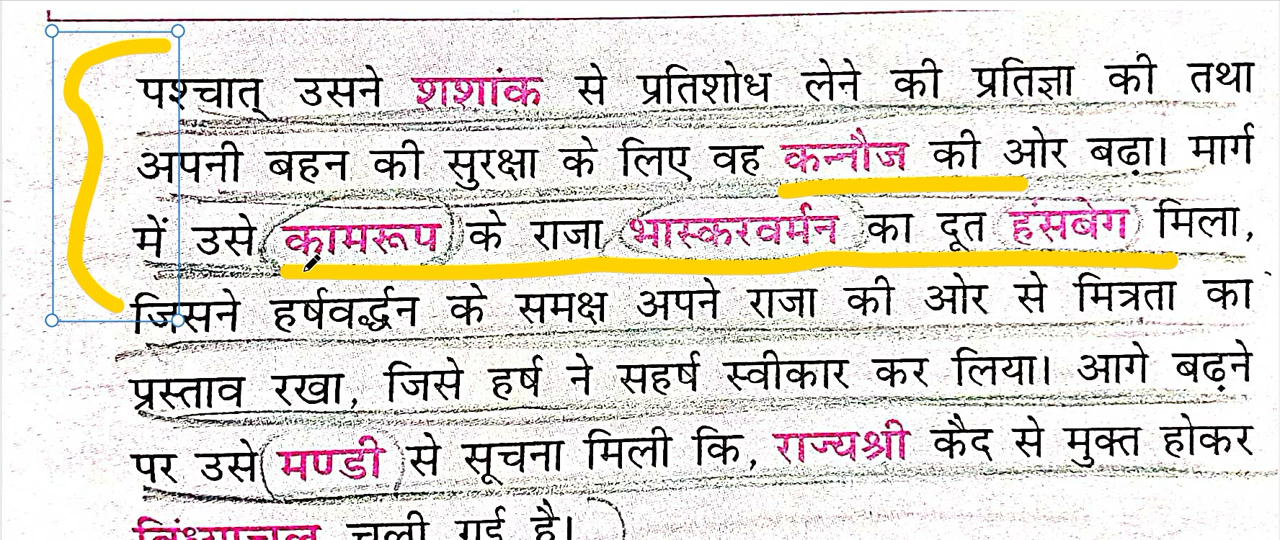 पश्चात् उसने शशांक से प्रतिशोध लेने की प्रतिज्ञा की तथा
अपनी बहन की सुरक्षा के लिए वह कन्नौज की ओर बढ़ा। मार्ग
में उसे कामरूप के राजा भास्करवर्मन का दूत हंसबेग मिला,
जिसने हर्षवर्द्धन के समक्ष अपने राजा की ओर से मित्रता का
प्रस्ताव रखा, जिसे हर्ष ने सहर्ष स्वीकार कर लिया। आगे बढ़ने
पर उसे मण्डी से सूचना मिली कि, राज्यश्री कैद से मुक्त होकर
विंध्याचल चली गई है।